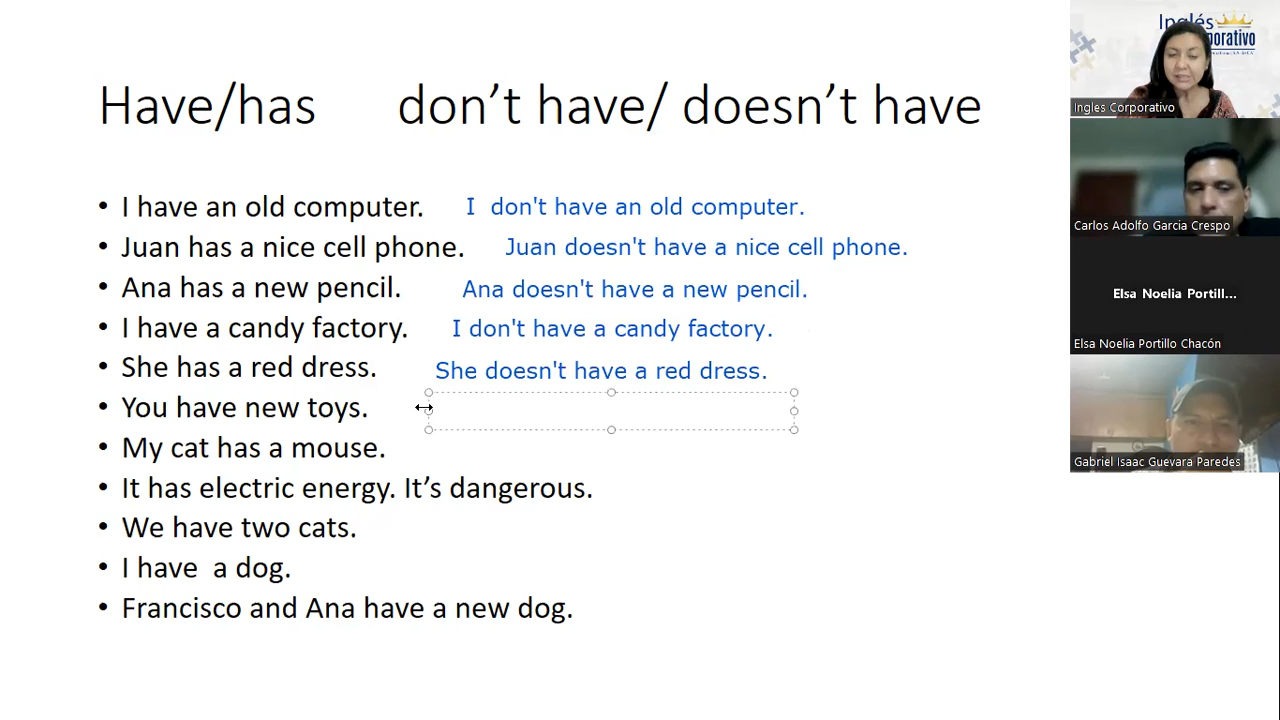 Have/has don’t have/ doesn’t have
• I have an old computer. I don't have an old computer.
• Juan has a nice cell phone. Juan doesn't have a nice cell phone.
• Ana has a new pencil. Ana doesn't have a new pencil.
• I have a candy factory. I don't have a candy factory.
• She has a red dress. She doesn't have a red dress.
• You have new toys.
• My cat has a mouse.
• It has electric energy. It’s dangerous.
• We have two cats.
• I have a dog.
• Francisco and Ana have a new dog.
Inglés
Ingles Corporativo
Carlos Adolfo Garcia Crespo
Elsa Noelia Portill...
Elsa Noelia Portillo Chacón
Gabriel Isaac Guevara Paredes